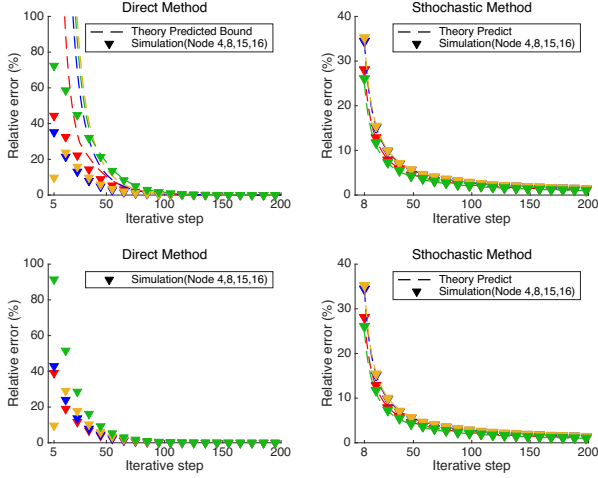 Direct Method
Relative error (%)
100
80
60
40
20
0
Theory Predicted Bound
Simulation(Node 4,8,15,16)
5
50
100
150
200
Iterative step
Sthochastic Method
Relative error (%)
40
30
20
10
0
Theory Predict
Simulation(Node 4,8,15,16)
8
50
100
150
200
Iterative step
Direct Method
Relative error (%)
100
80
60
40
20
0
Simulation(Node 4,8,15,16)
5
50
100
150
200
Iterative step
Sthochastic Method
Relative error (%)
40
30
20
10
0
Theory Predict
Simulation(Node 4,8,15,16)
8
50
100
150
200
Iterative step